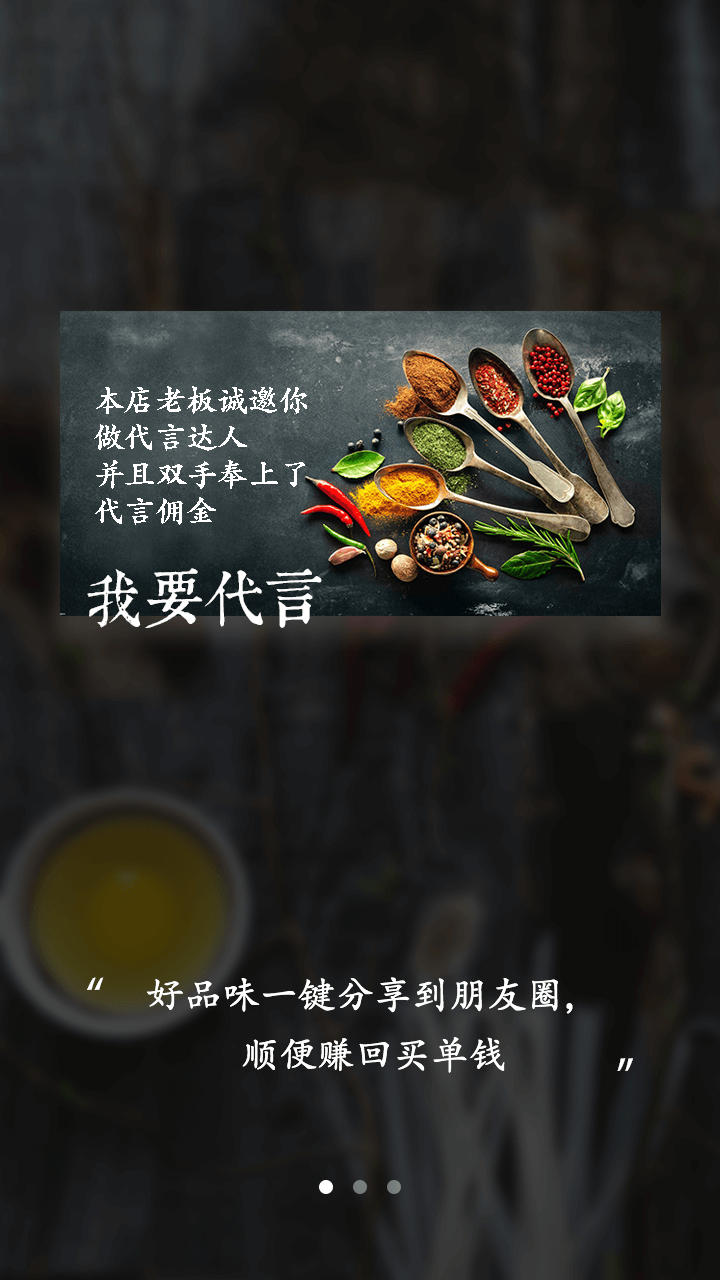 本店老板诚邀你
做代言达人
并且双手奉上了
代言佣金
我要代言
“ 好品味一键分享到朋友圈，
顺便赚回买单钱 ”